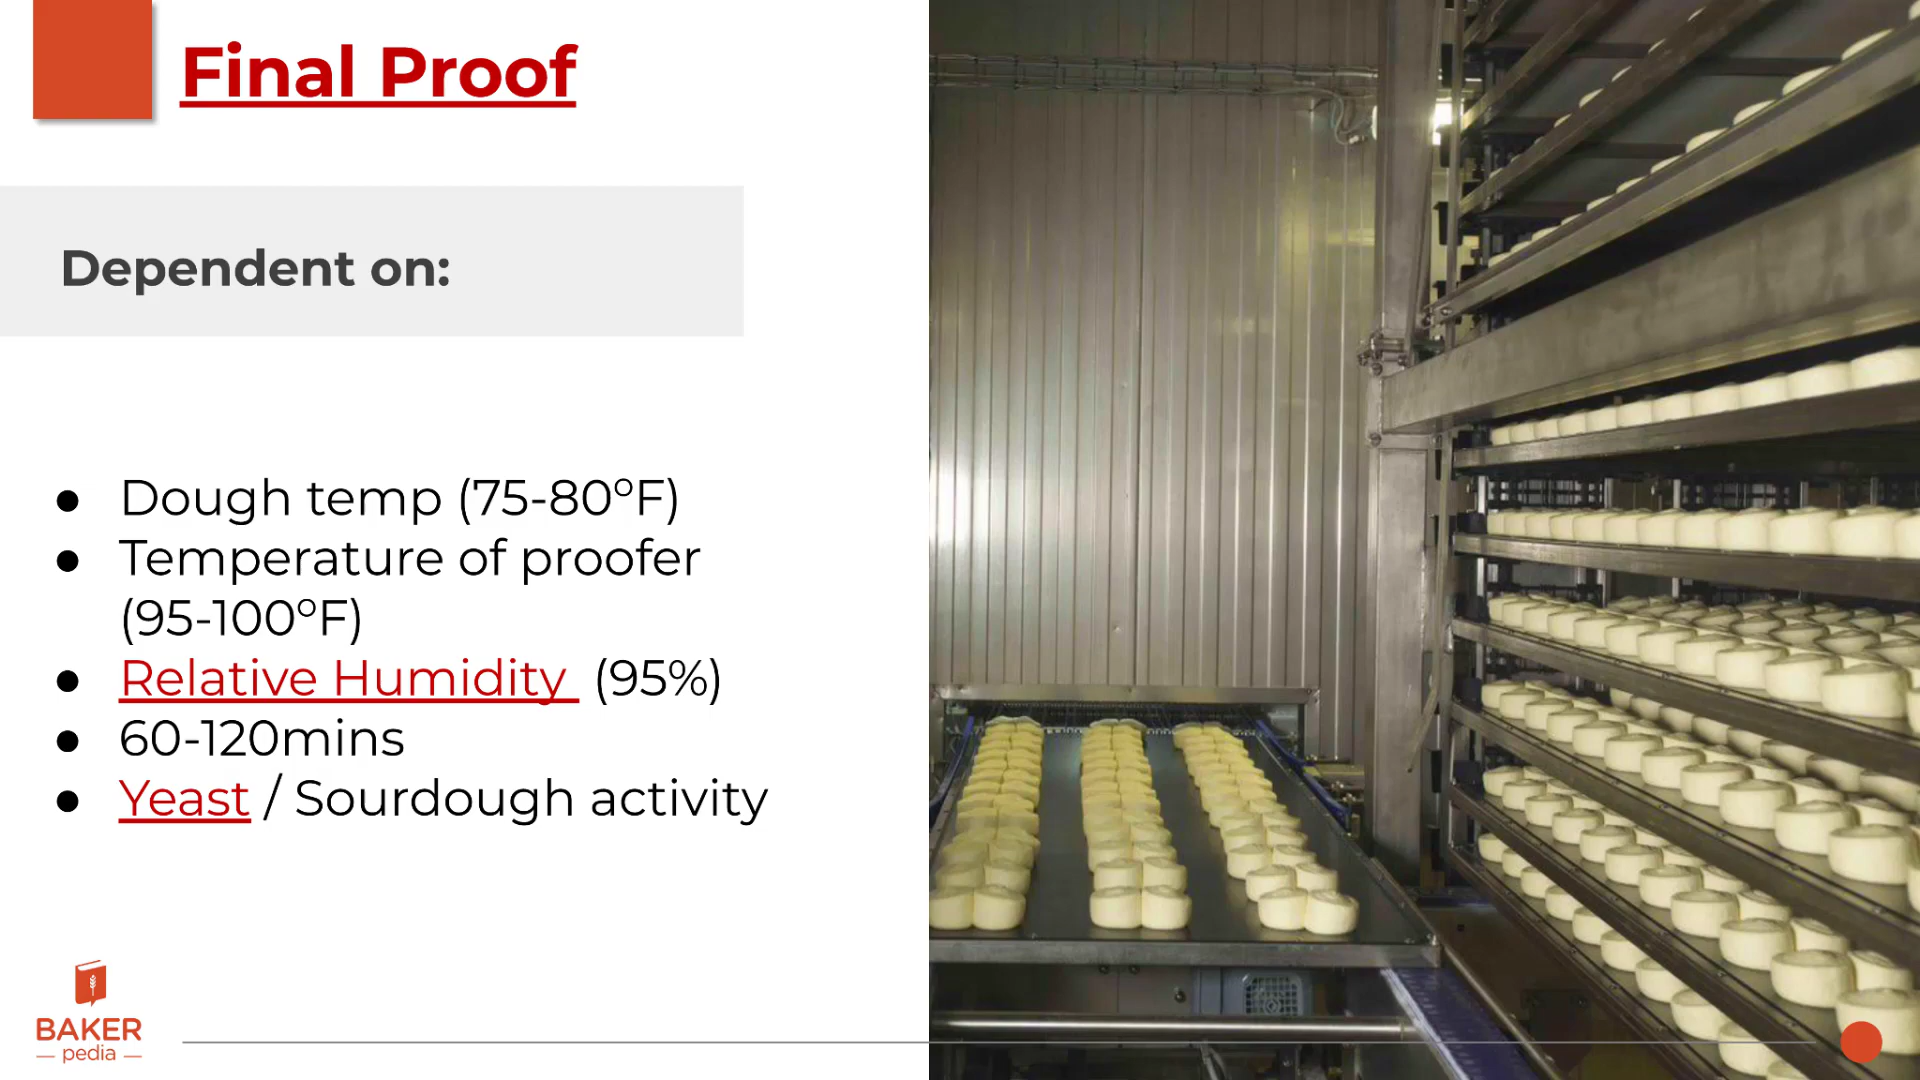 Final Proof
Dependent on:
● Dough temp (75-80°F)
● Temperature of proofer
(95-100°F)
● Relative Humidity (95%)
● 60-120mins
● Yeast / Sourdough activity
BAKER
pedia